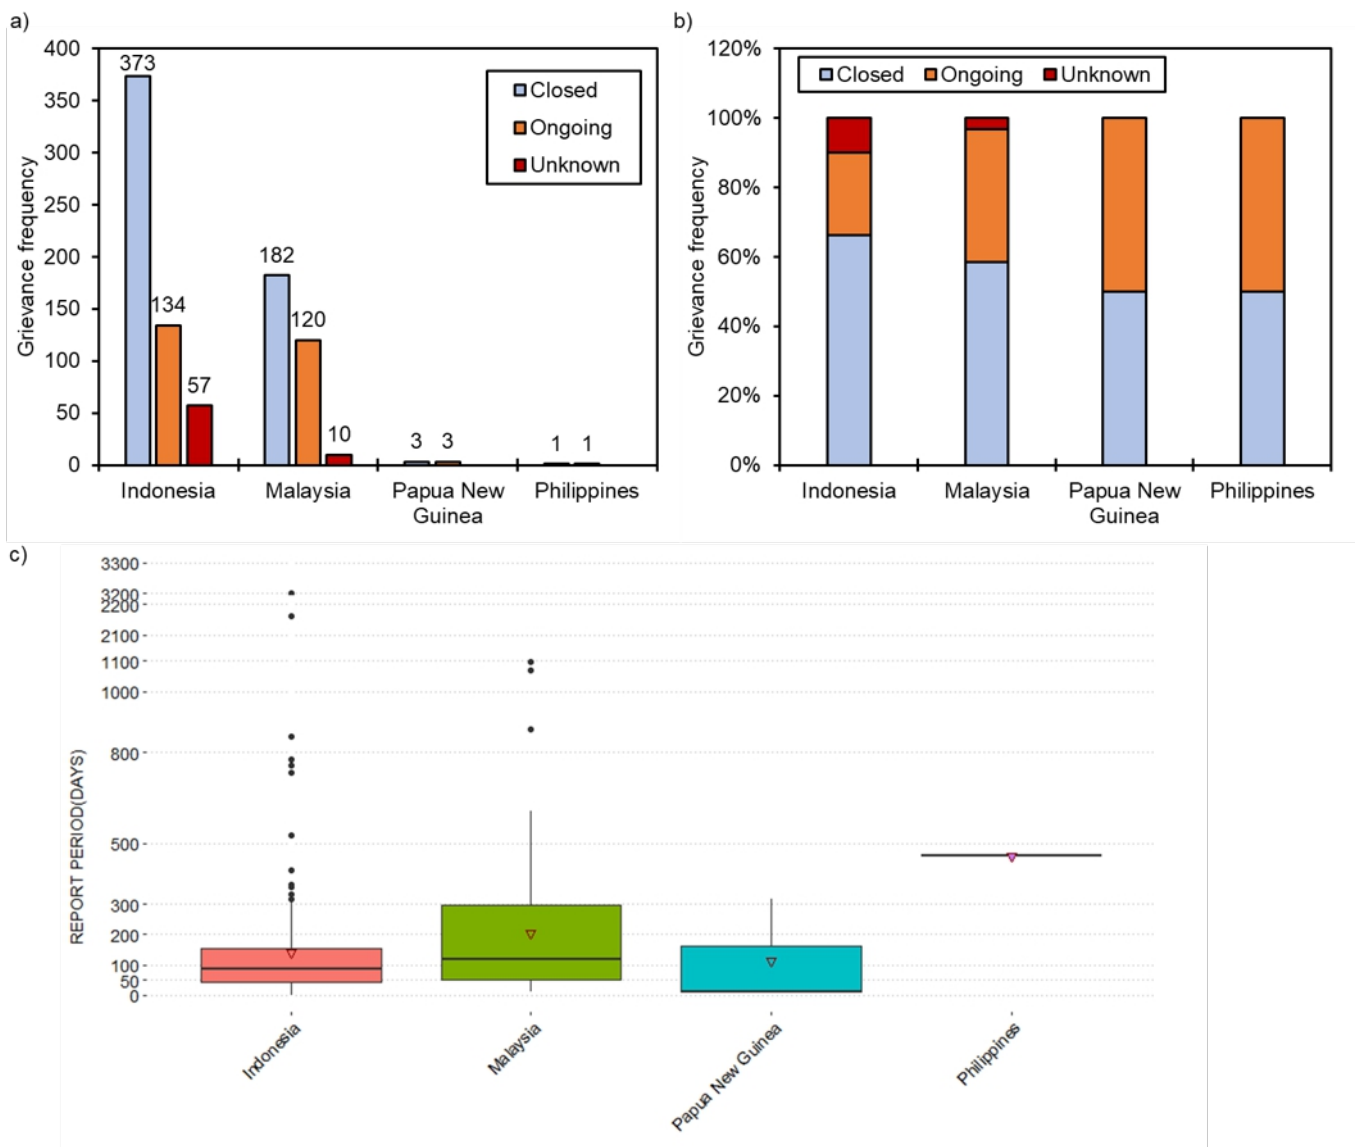 a)
400
350
300
250
200
150
100
50
0
Grievance frequency
373
134
57
182
120
10
3 3
1 1
Closed
Ongoing
Unknown
Indonesia
Malaysia
Papua New
Guinea
Philippines
b)
120%
100%
80%
60%
40%
20%
0%
Grievance frequency
Closed Ongoing Unknown
Indonesia
Malaysia
Papua New
Guinea
Philippines
c)
3300
3200
2200
2100
1100
1000
800
500
300
200
100
50
0
REPORT PERIOD(DAYS)
Indonesia
Malaysia
Papua New Guinea
Philippines